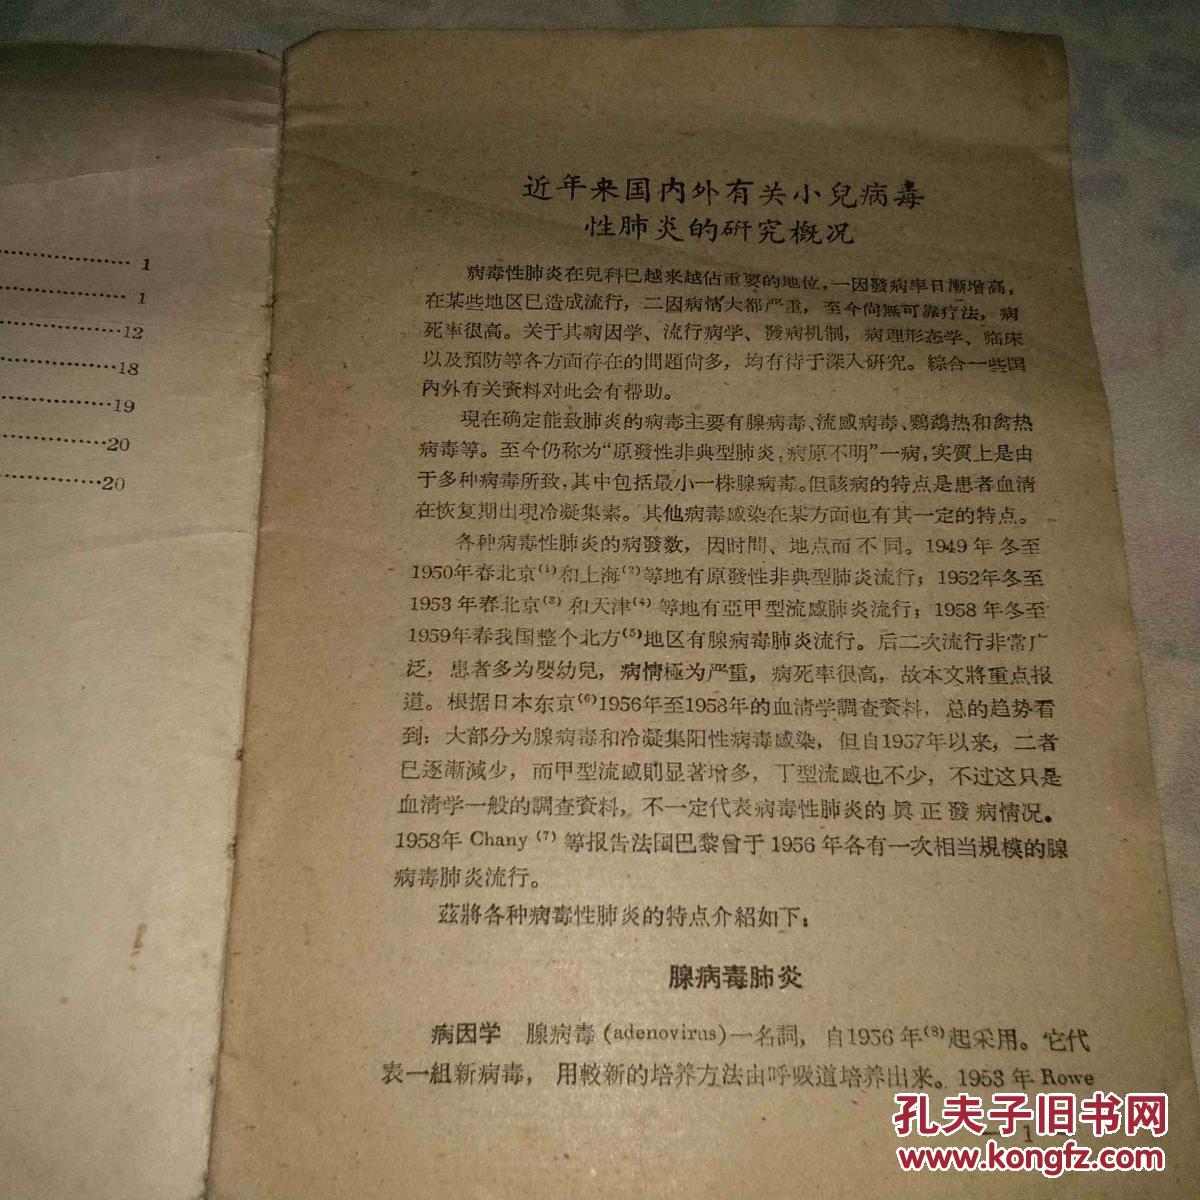 1
1
12
18
19
20
20
近年来国内外有关小兒病毒
性肺炎的研究概况
病毒性肺炎在兒科已越来越佔重要的地位，一因發病率日漸增高，
在某些地区已造成流行，二因病情大都严重，至今尙無可靠疗法，病
死率很高。关于其病因学、流行病学、發病机制，病理形态学、临床
以及預防等各方面存在的問題尙多，均有待于深入研究。綜合一些国
內外有关資料对此会有帮助。
現在确定能致肺炎的病毒主要有腺病毒、流感病毒、鸚鵡热和禽热
病毒等。至今仍称为“原發性非典型肺炎，病原不明”一病，实質上是由
于多种病毒所致，其中包括最小一株腺病毒。但該病的特点是患者血清
在恢复期出現冷凝集素。其他病毒感染在某方面也有其一定的特点。
各种病毒性肺炎的病發数，因时間、地点而不同。1949年冬至
1950年春北京⁽¹⁾和上海⁽²⁾等地有原發性非典型肺炎流行；1952年冬至
1953年春北京⁽³⁾和天津⁽⁴⁾等地有亞甲型流感肺炎流行；1958年冬至
1959年春我国整个北方⁽⁵⁾地区有腺病毒肺炎流行。后二次流行非常广
泛，患者多为嬰幼兒，病情極为严重，病死率很高，故本文將重点报
道。根据日本东京⁽⁶⁾1956年至1958年的血清学調查資料，总的趋势看
到：大部分为腺病毒和冷凝集阳性病毒感染，但自1957年以来，二者
已逐漸減少，而甲型流感則显著增多，丁型流感也不少，不过这只是
血清学一般的調查資料，不一定代表病毒性肺炎的眞正發病情况。
1958年 Chany⁽⁷⁾等报告法国巴黎曾于1956年各有一次相当規模的腺
病毒肺炎流行。
茲將各种病毒性肺炎的特点介紹如下：
腺病毒肺炎
病因学　腺病毒(adenovirus)一名詞，自1956年⁽⁸⁾起采用。它代
表一組新病毒，用較新的培养方法由呼吸道培养出来。1953年Rowe
— 1
孔夫子旧书网
www.kongfz.com